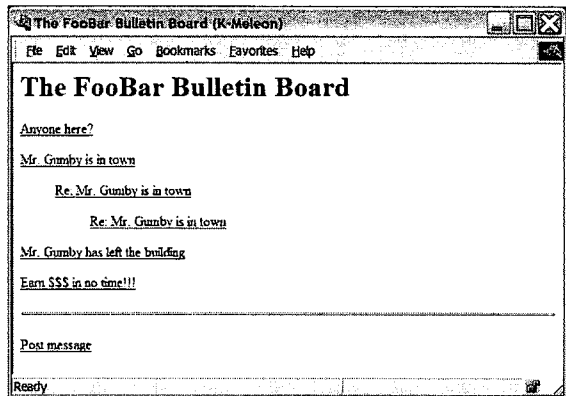 The FooBar Bulletin Board (K-Meleon)
File Edit View Go Bookmarks Favorites Help
The FooBar Bulletin Board
Anyone here?
Mr. Gumby is in town
Re: Mr. Gumby is in town
Re: Mr. Gumby is in town
Mr. Gumby has left the building
Earn $$$ in no time!!!
Post message
Ready